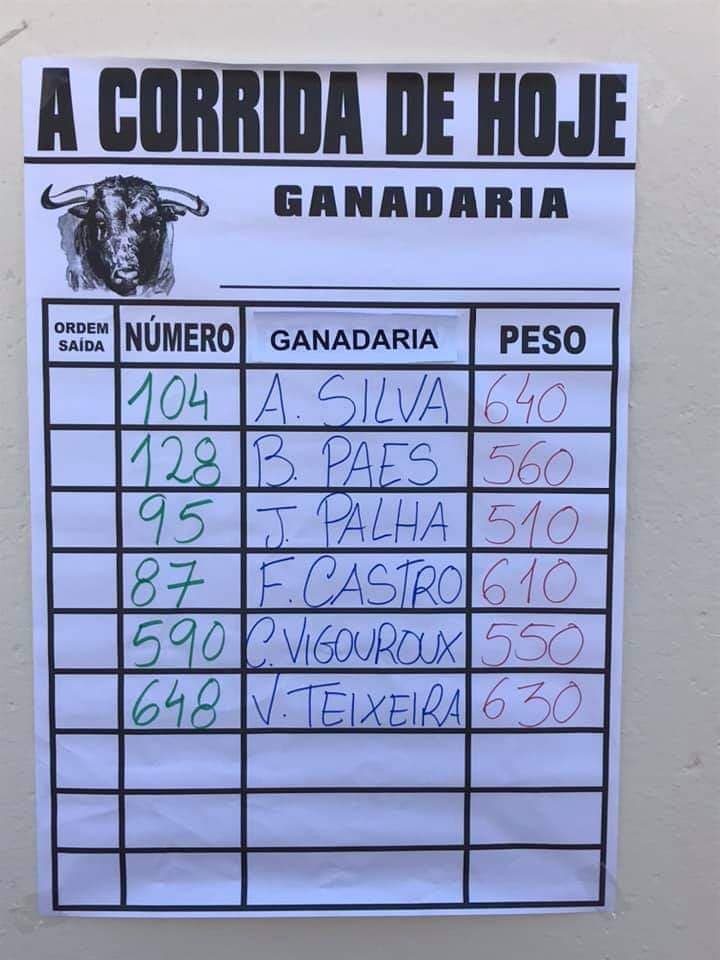 A CORRIDA DE HOJE
GANADARIA
ORDEM SAÍDA NÚMERO GANADARIA PESO
104 A. SILVA 640
128 B. PAES 560
95 J. PALHA 510
87 F. CASTRO 610
590 C. VIGOUROUX 550
648 V. TEIXEIRA 630